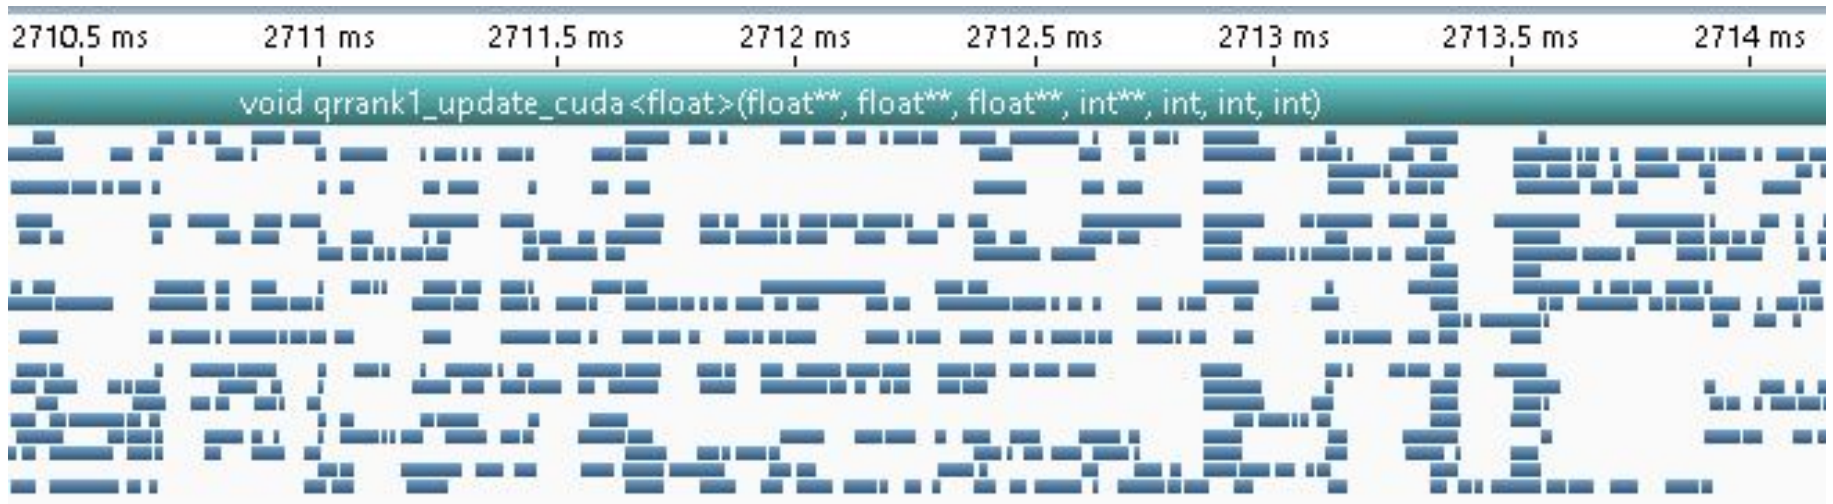 2710.5 ms 2711 ms 2711.5 ms 2712 ms 2712.5 ms 2713 ms 2713.5 ms 2714 ms
void qrrank1_update_cuda<float>(float**, float**, float**, int**, int, int, int)